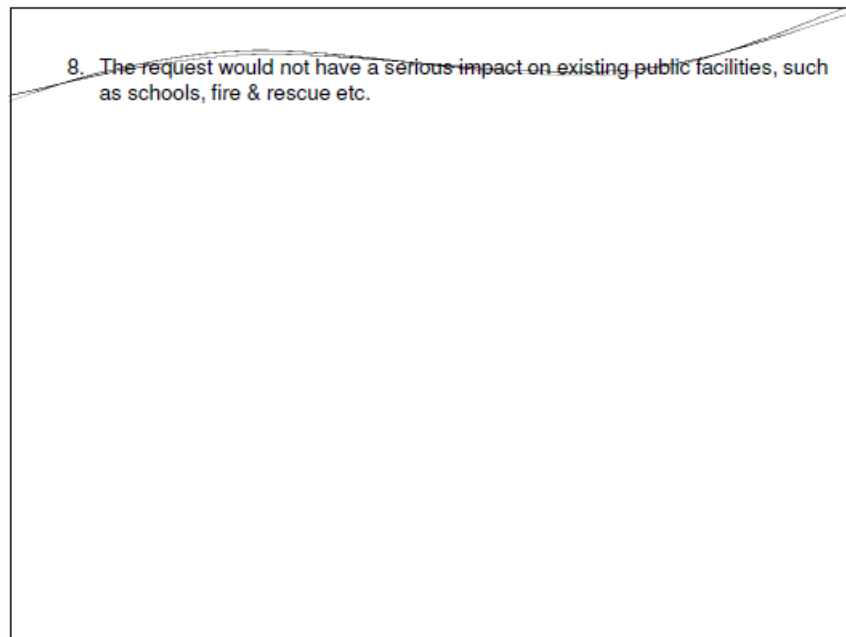 8. The request would not have a serious impact on existing public facilities, such
as schools, fire & rescue etc.